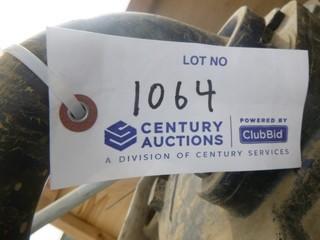 LOT NO
1064
CENTURY AUCTIONS
POWERED BY
ClubBid
A DIVISION OF CENTURY SERVICES